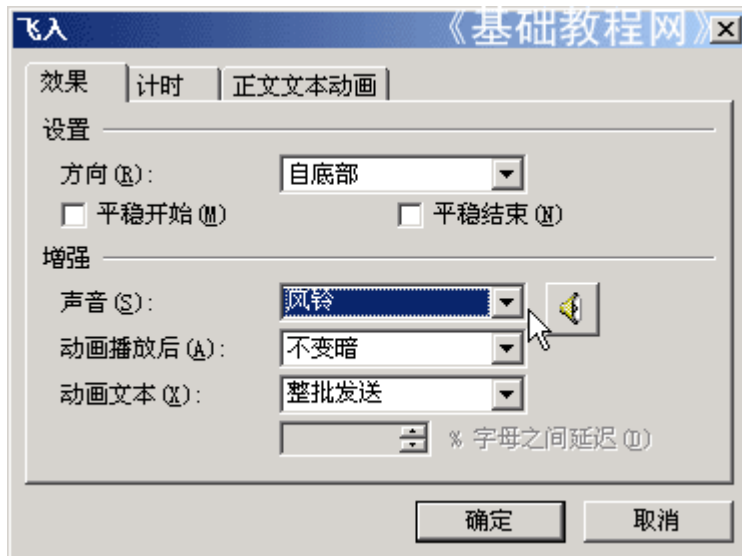 飞入 《基础教程网》
效果 计时 正文文本动画
设置
方向(R): 自底部
平稳开始(M) 平稳结束(N)
增强
声音(S): 风铃
动画播放后(A): 不变暗
动画文本(X): 整批发送
% 字母之间延迟(D)
确定 取消